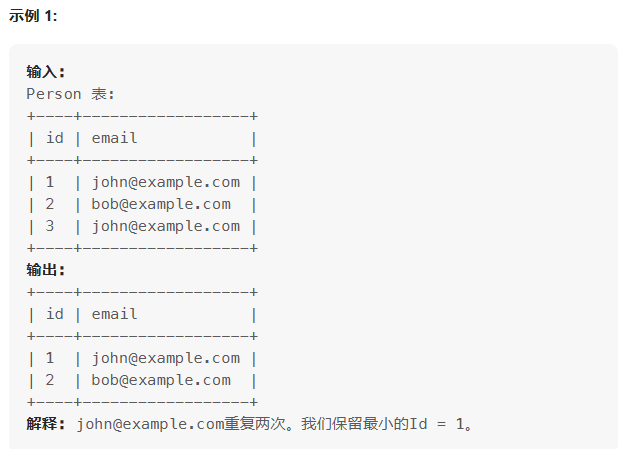 示例 1:
输入：
Person 表:
+----+------------------+
| id | email            |
+----+------------------+
| 1  | john@example.com |
| 2  | bob@example.com  |
| 3  | john@example.com |
+----+------------------+
输出：
+----+------------------+
| id | email            |
+----+------------------+
| 1  | john@example.com |
| 2  | bob@example.com  |
+----+------------------+
解释： john@example.com重复两次。我们保留最小的Id = 1。